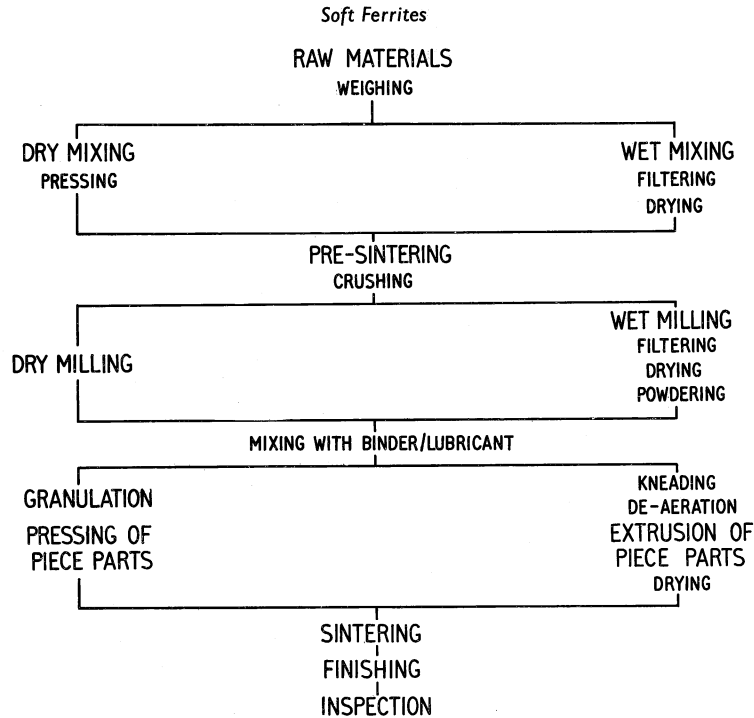 Soft Ferrites
RAW MATERIALS
WEIGHING
DRY MIXING
PRESSING
WET MIXING
FILTERING
DRYING
PRE-SINTERING
CRUSHING
DRY MILLING
WET MILLING
FILTERING
DRYING
POWDERING
MIXING WITH BINDER/LUBRICANT
GRANULATION
PRESSING OF
PIECE PARTS
KNEADING
DE-AERATION
EXTRUSION OF
PIECE PARTS
DRYING
SINTERING
FINISHING
INSPECTION